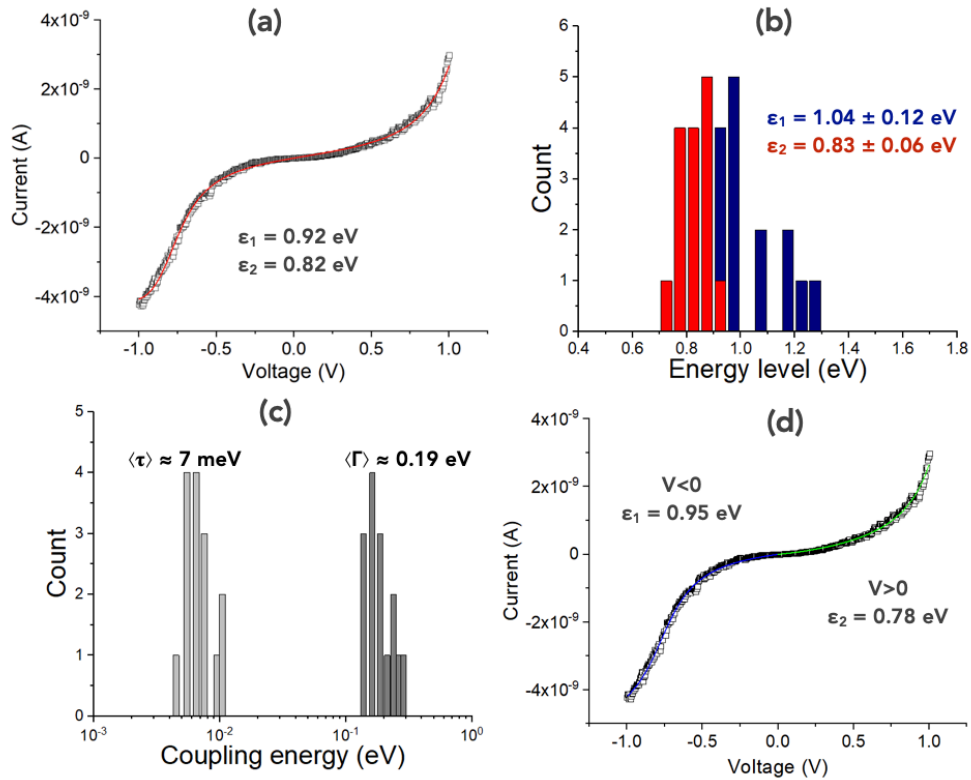 (a)
4x10⁻⁹
2x10⁻⁹
0
-2x10⁻⁹
-4x10⁻⁹
Current (A)
ε₁ = 0.92 eV
ε₂ = 0.82 eV
-1.0 -0.5 0.0 0.5 1.0
Voltage (V)
(b)
6
5
4
3
2
1
0
Count
ε₁ = 1.04 ± 0.12 eV
ε₂ = 0.83 ± 0.06 eV
0.4 0.6 0.8 1.0 1.2 1.4 1.6 1.8
Energy level (eV)
(c)
5
4
3
2
1
0
Count
⟨τ⟩ ≈ 7 meV ⟨Γ⟩ ≈ 0.19 eV
10⁻³ 10⁻² 10⁻¹ 10⁰
Coupling energy (eV)
(d)
4x10⁻⁹
2x10⁻⁹
0
-2x10⁻⁹
-4x10⁻⁹
Current (A)
V<0
ε₁ = 0.95 eV
V>0
ε₂ = 0.78 eV
-1.0 -0.5 0.0 0.5 1.0
Voltage (V)